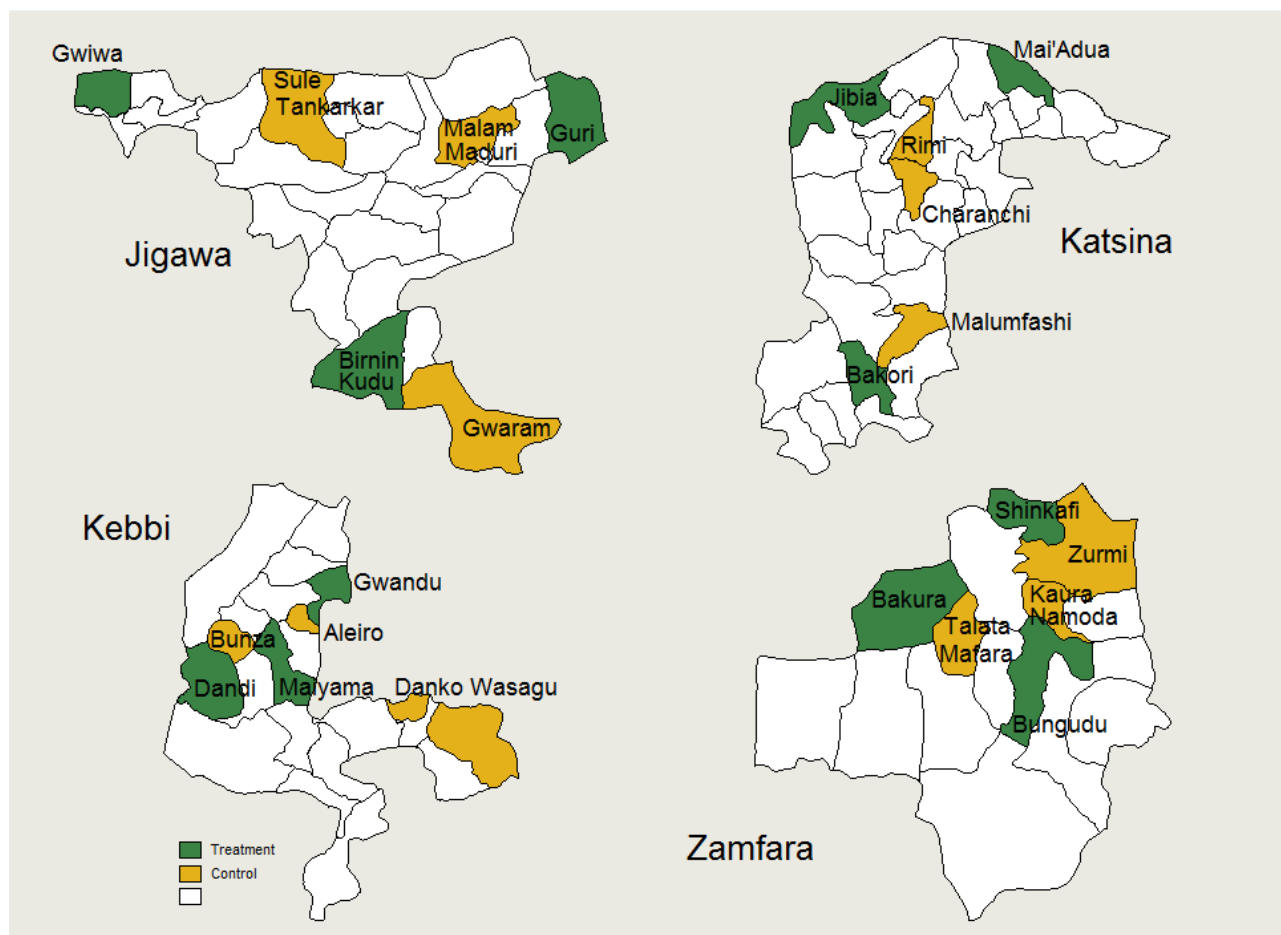 Gwiwa
Sule
Tankarkar
Malam
Maduri
Guri
Jigawa
Birnin
Kudu
Gwaram
Mai'Adua
Jibia
Rimi
Charanchi
Katsina
Malumfashi
Bakori
Kebbi
Gwandu
Bunza
Aleiro
Dandi
Maiyama
Danko Wasagu
Treatment
Control
Shinkafi
Zurmi
Bakura
Kaura
Namoda
Talata
Mafara
Bungudu
Zamfara